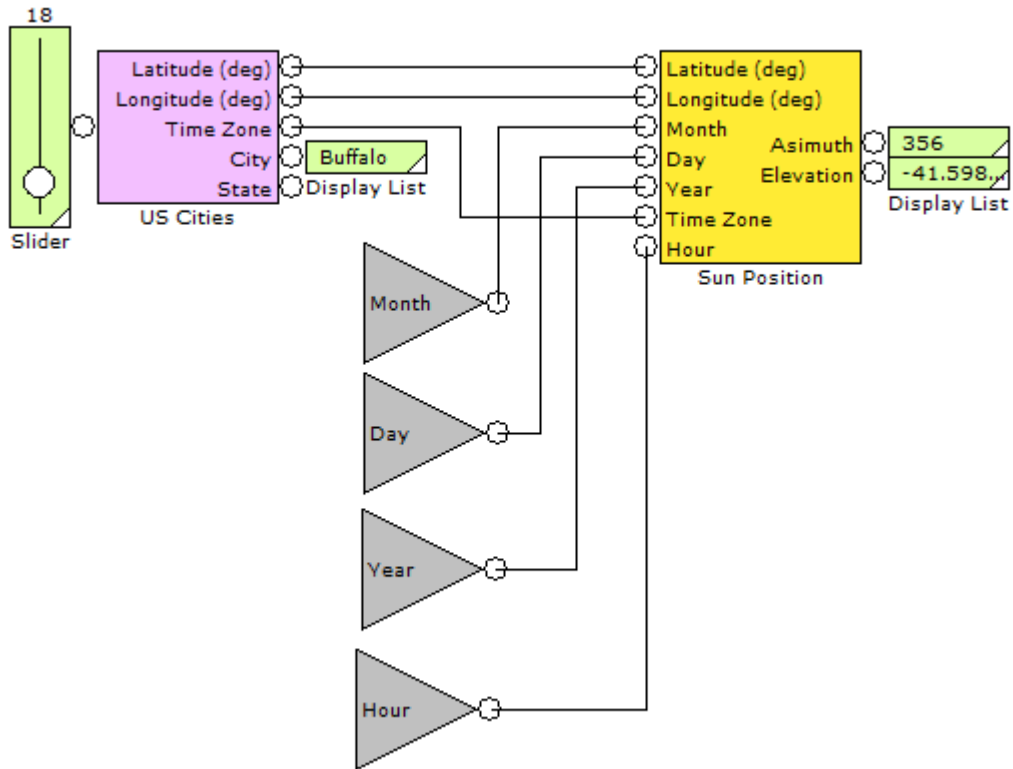 18
Slider
Latitude (deg)
Longitude (deg)
Time Zone
City
State
US Cities
Buffalo
Display List
Month
Day
Year
Hour
Latitude (deg)
Longitude (deg)
Month
Day
Year
Time Zone
Hour
Asimuth
Elevation
Sun Position
356
-41.598...
Display List